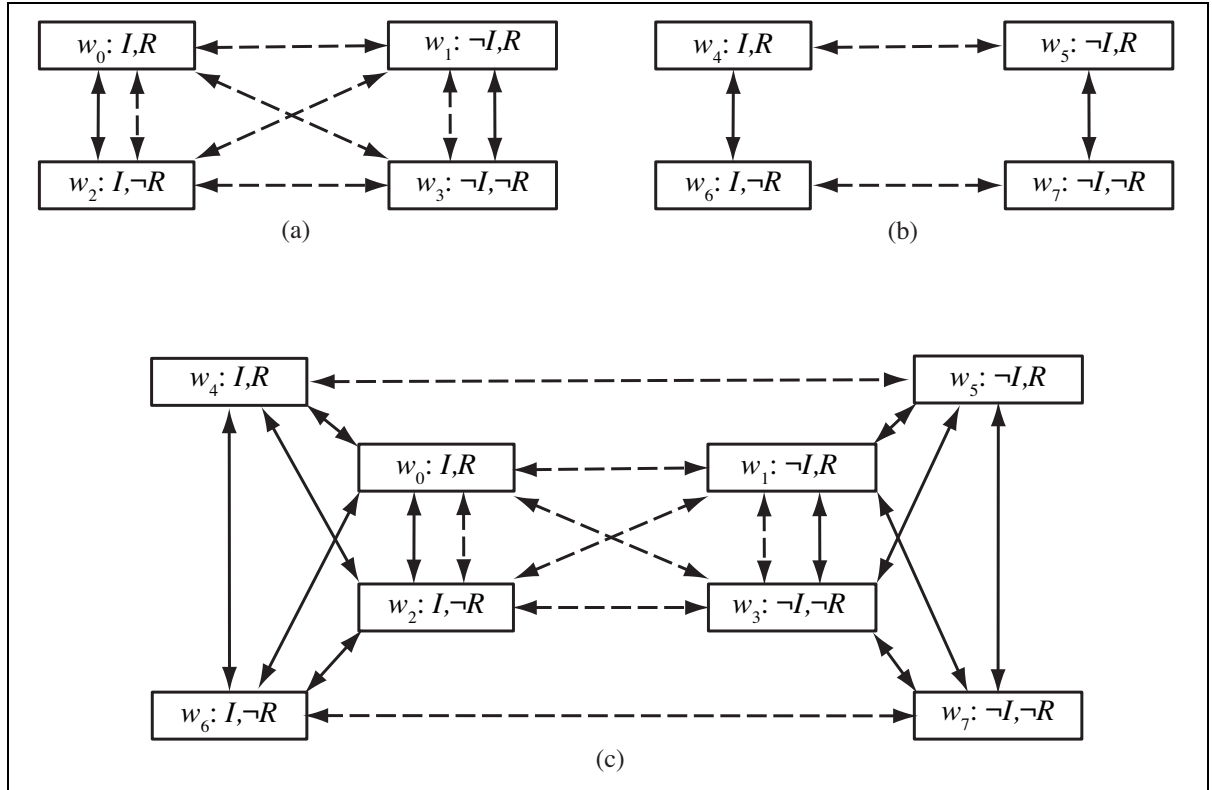 w₀: I,R
w₁: ¬I,R
w₂: I,¬R
w₃: ¬I,¬R
(a)
w₄: I,R
w₅: ¬I,R
w₆: I,¬R
w₇: ¬I,¬R
(b)
w₄: I,R
w₅: ¬I,R
w₀: I,R
w₁: ¬I,R
w₂: I,¬R
w₃: ¬I,¬R
w₆: I,¬R
w₇: ¬I,¬R
(c)